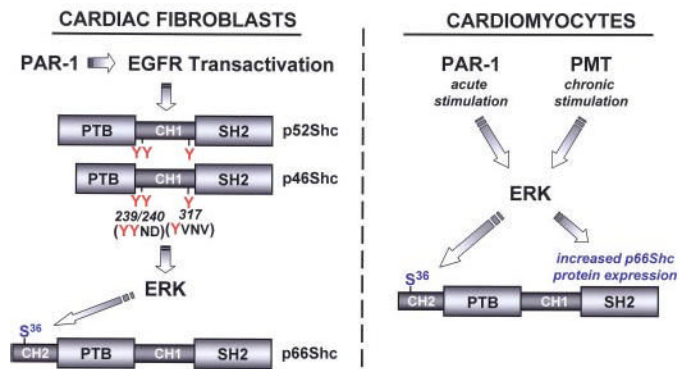 CARDIAC FIBROBLASTS
PAR-1 EGFR Transactivation
PTB CH1 SH2 p52Shc
YY Y
PTB CH1 SH2 p46Shc
YY Y
239/240 317
(YYND) (YVNV)
ERK
S36
CH2 PTB CH1 SH2 p66Shc
CARDIOMYOCYTES
PAR-1 PMT
acute chronic
stimulation stimulation
ERK
increased p66Shc
protein expression
S36
CH2 PTB CH1 SH2